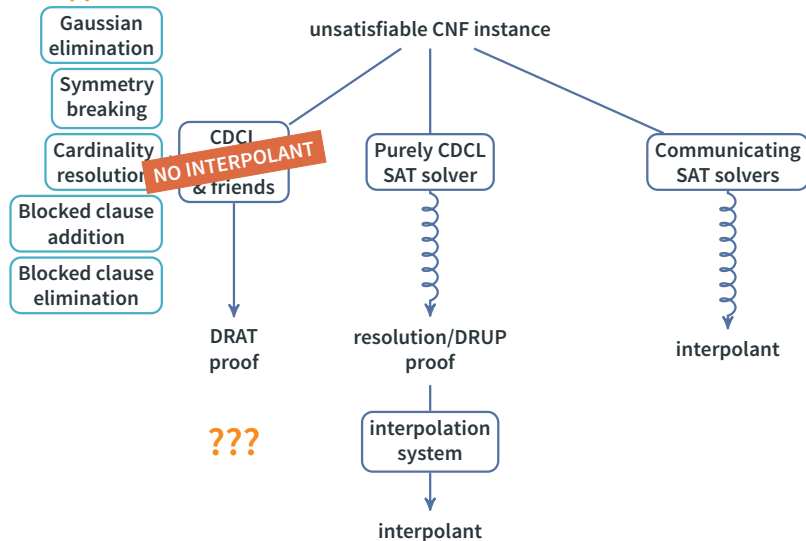 unsatisfiable CNF instance
Gaussian
elimination
Symmetry
breaking
Cardinality
resolution
Blocked clause
addition
Blocked clause
elimination
CDCL
NO INTERPOLANT
& friends
Purely CDCL
SAT solver
Communicating
SAT solvers
DRAT
proof
resolution/DRUP
proof
interpolant
???
interpolation
system
interpolant